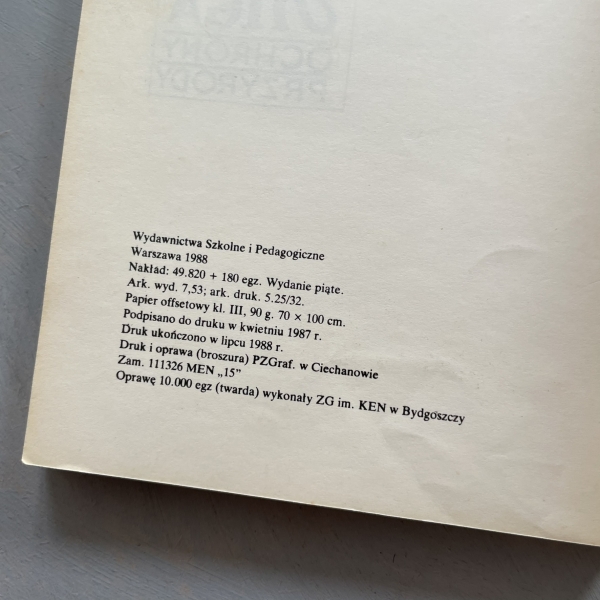 LIGA
OCHRONY
PRZYRODY
Wydawnictwa Szkolne i Pedagogiczne
Warszawa 1988
Nakład: 49.820 + 180 egz. Wydanie piąte.
Ark. wyd. 7,53; ark. druk. 5.25/32.
Papier offsetowy kl. III, 90 g. 70 × 100 cm.
Podpisano do druku w kwietniu 1987 r.
Druk ukończono w lipcu 1988 r.
Druk i oprawa (broszura) PZGraf. w Ciechanowie
Zam. 111326 MEN „15”
Oprawę 10.000 egz (twarda) wykonały ZG im. KEN w Bydgoszczy